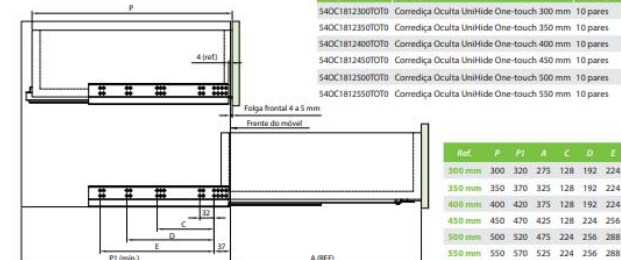 P
4 (ref.)
Folga frontal 4 a 5 mm
Frente do móvel
32
C
D
E
37
P1 (mín.)
A (REF)
54OC1812300TOT0 Corrediça Oculta UniHide One-touch 300 mm 10 pares
54OC1812350TOT0 Corrediça Oculta UniHide One-touch 350 mm 10 pares
54OC1812400TOT0 Corrediça Oculta UniHide One-touch 400 mm 10 pares
54OC1812450TOT0 Corrediça Oculta UniHide One-touch 450 mm 10 pares
54OC1812500TOT0 Corrediça Oculta UniHide One-touch 500 mm 10 pares
54OC1812550TOT0 Corrediça Oculta UniHide One-touch 550 mm 10 pares
Ref. P P1 A C D E
300 mm 300 320 275 128 192 224
350 mm 350 370 325 128 192 224
400 mm 400 420 375 128 192 224
450 mm 450 470 425 128 224 256
500 mm 500 520 475 224 256 288
550 mm 550 570 525 224 256 288